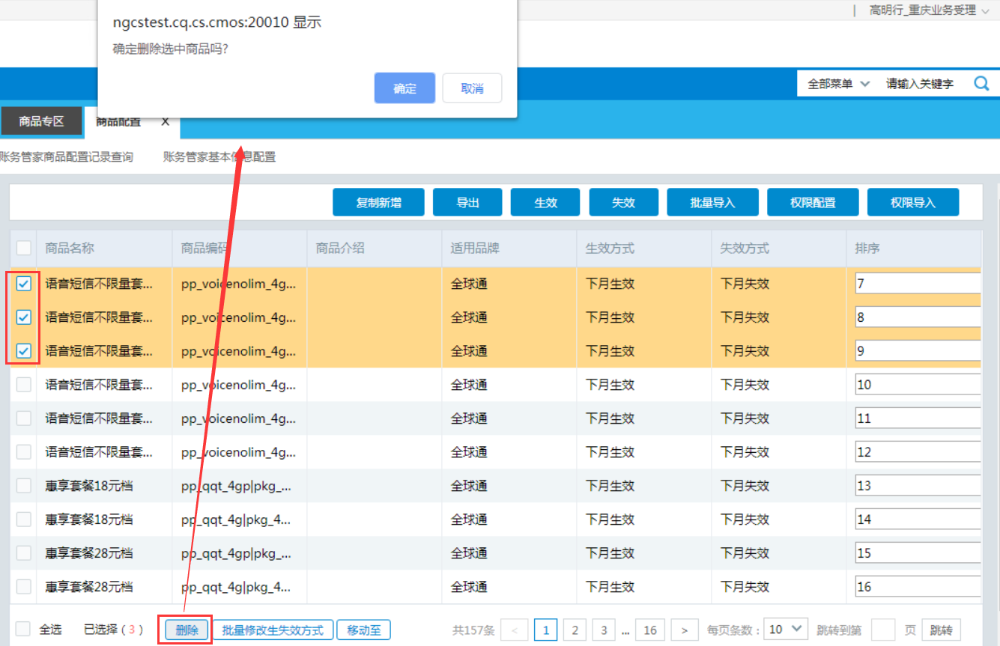 ngcstest.cq.cs.cmos:20010 显示
确定删除选中商品吗?
确定 取消
高明行_重庆业务受理
全部菜单 请输入关键字
商品专区 商品配置 X
账务管家商品配置记录查询 账务管家基本信息配置
复制新增 导出 生效 失效 批量导入 权限配置 权限导入
商品名称 商品编码 商品介绍 适用品牌 生效方式 失效方式 排序
语音短信不限量套... pp_voicenolim_4g... 全球通 下月生效 下月失效 7
语音短信不限量套... pp_voicenolim_4g... 全球通 下月生效 下月失效 8
语音短信不限量套... pp_voicenolim_4g... 全球通 下月生效 下月失效 9
语音短信不限量套... pp_voicenolim_4g... 全球通 下月生效 下月失效 10
语音短信不限量套... pp_voicenolim_4g... 全球通 下月生效 下月失效 11
语音短信不限量套... pp_voicenolim_4g... 全球通 下月生效 下月失效 12
惠享套餐18元档 pp_qqt_4gp|pkg_... 全球通 下月生效 下月失效 13
惠享套餐18元档 pp_qqt_4g|pkg_4... 全球通 下月生效 下月失效 14
惠享套餐28元档 pp_qqt_4gp|pkg_... 全球通 下月生效 下月失效 15
惠享套餐28元档 pp_qqt_4g|pkg_4... 全球通 下月生效 下月失效 16
全选 已选择 ( 3 ) 删除 批量修改生失效方式 移动至 共157条 < 1 2 3 ... 16 > 每页条数 : 10 跳转到第 页 跳转